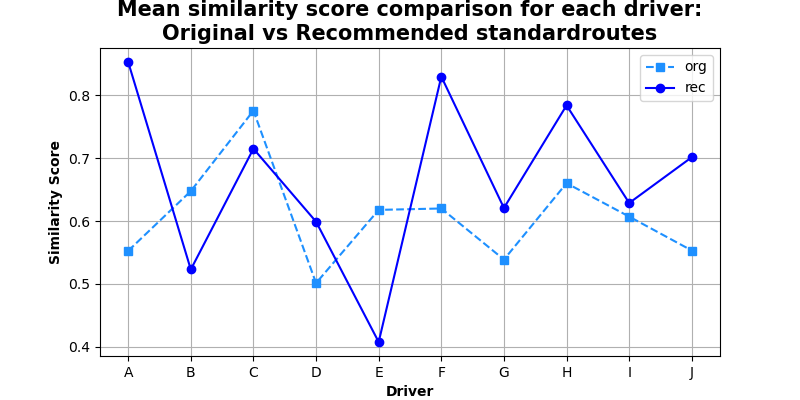 Mean similarity score comparison for each driver:
Original vs Recommended standardroutes
org
rec
Similarity Score
0.8
0.7
0.6
0.5
0.4
A B C D E F G H I J
Driver